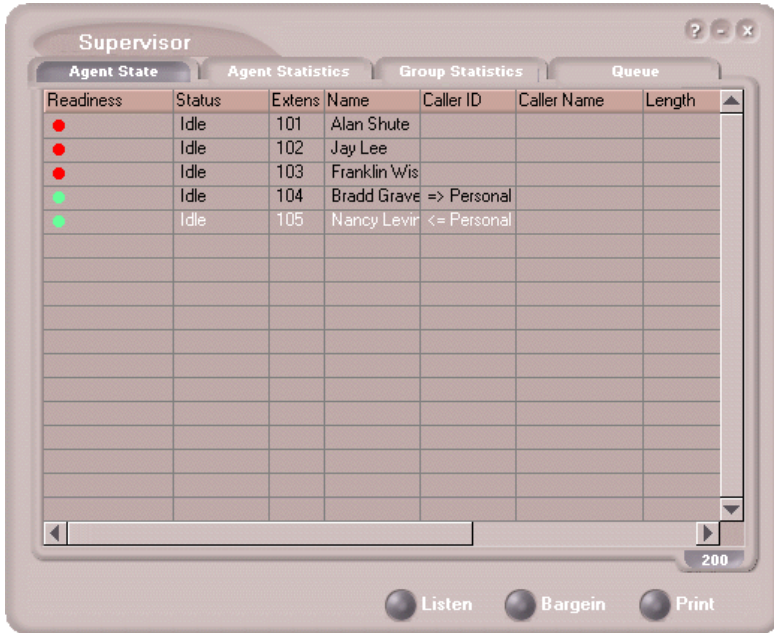 Supervisor
? - x
Agent State Agent Statistics Group Statistics Queue
Readiness Status Extens Name Caller ID Caller Name Length
Idle 101 Alan Shute
Idle 102 Jay Lee
Idle 103 Franklin Wis
Idle 104 Bradd Grave => Personal
Idle 105 Nancy Levin <= Personal
200
Listen Bargein Print